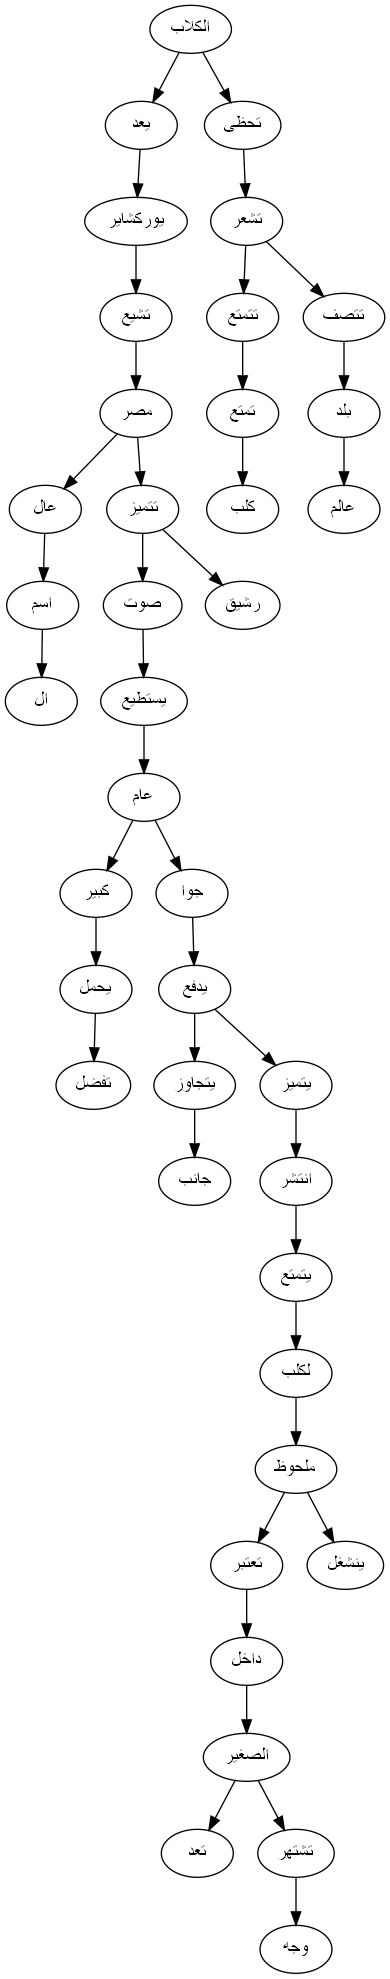 الكلاب
يعد
تحظى
يوركشاير
تشعر
تشيع
تتمتع
تتصف
مصر
تمتع
بلد
عال
تتميز
كلب
عالم
اسم
صوت
رشيق
ال
يستطيع
عام
كبير
جوا
يحمل
يدفع
تفضل
يتجاوز
يتميز
جانب
انتشر
يتمتع
لكلب
ملحوظ
تعتبر
ينشغل
داخل
الصغير
تعد
تشتهر
وجه